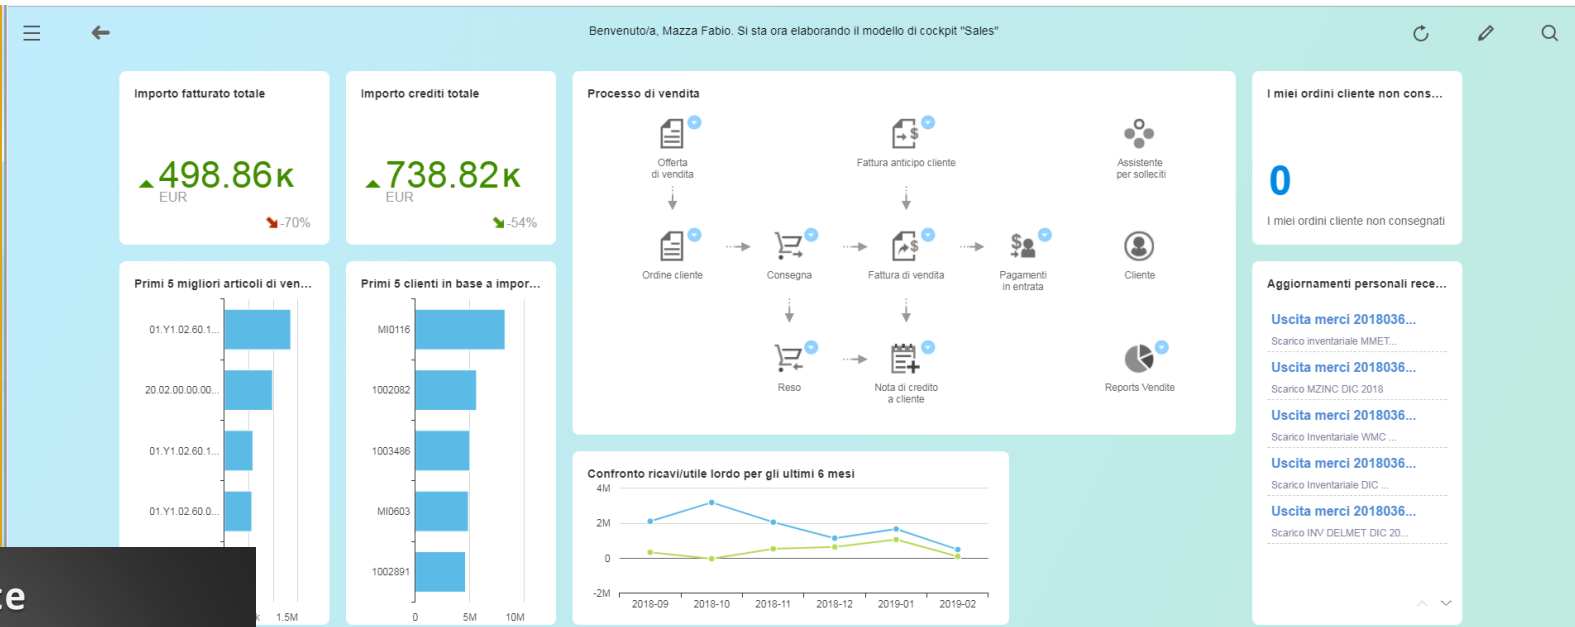 Benvenuto/a, Mazza Fabio. Si sta ora elaborando il modello di cockpit "Sales"
Importo fatturato totale
498.86K
EUR
-70%
Importo crediti totale
738.82K
EUR
-54%
Processo di vendita
Offerta
di vendita
Fattura anticipo cliente
Assistente
per solleciti
Ordine cliente
Consegna
Fattura di vendita
Pagamenti
in entrata
Cliente
Reso
Nota di credito
a cliente
Reports Vendite
I miei ordini cliente non cons...
0
I miei ordini cliente non consegnati
Primi 5 migliori articoli di ven...
01.Y1.02.60.1...
20.02.00.00.00...
01.Y1.02.60.1...
01.Y1.02.60.0...
1.5M
Primi 5 clienti in base a impor...
MI0116
1002082
1003486
MI0603
1002891
0
5M
10M
Confronto ricavi/utile lordo per gli ultimi 6 mesi
4M
2M
0
-2M
2018-09
2018-10
2018-11
2018-12
2019-01
2019-02
Aggiornamenti personali rece...
Uscita merci 2018036...
Scarico inventariale MMET...
Uscita merci 2018036...
Scarico MZINC DIC 2018
Uscita merci 2018036...
Scarico Inventariale WMC ...
Uscita merci 2018036...
Scarico Inventariale DIC ...
Uscita merci 2018036...
Scarico INV DELMET DIC 20...